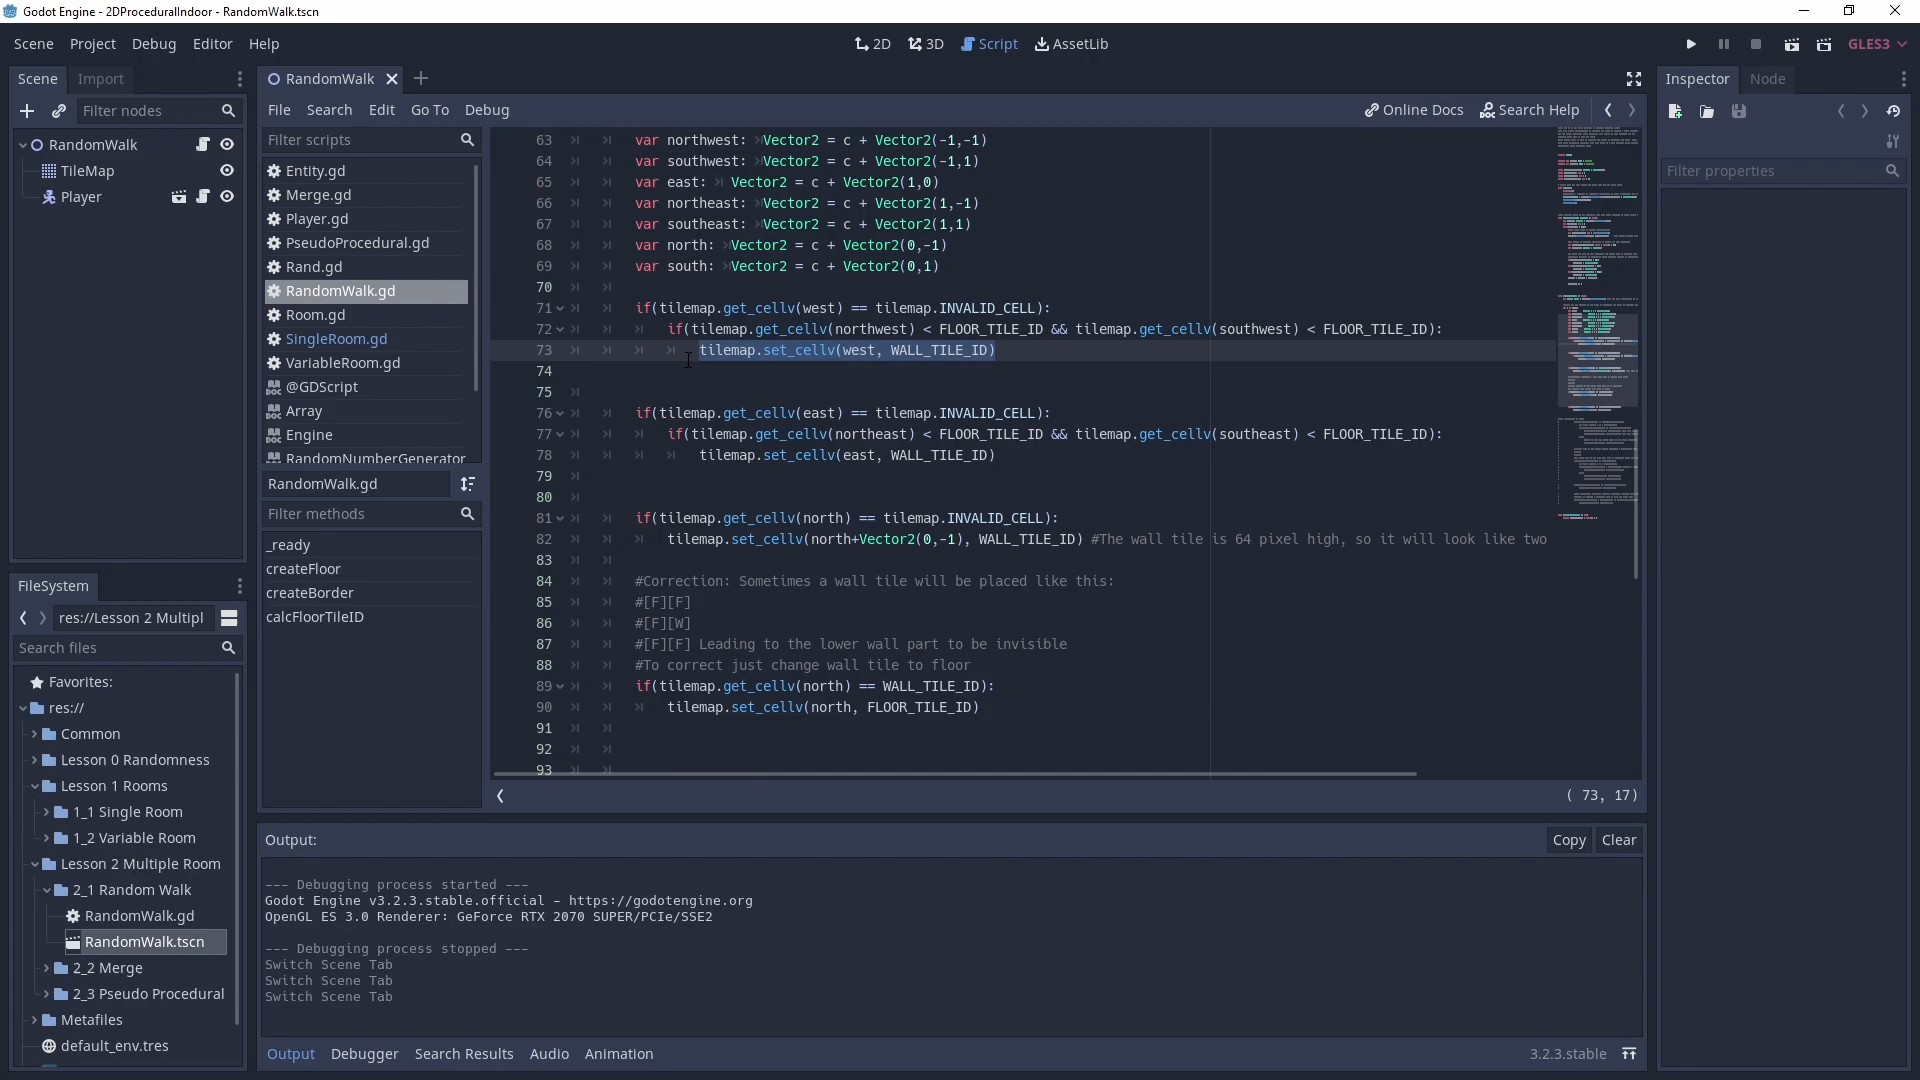 Godot Engine - 2DProceduralIndoor - RandomWalk.tscn
Scene Project Debug Editor Help
2D 3D Script AssetLib
GLES3
Scene Import
Filter nodes
RandomWalk
TileMap
Player
RandomWalk
File Search Edit Go To Debug
Online Docs Search Help
Filter scripts
Entity.gd
Merge.gd
Player.gd
PseudoProcedural.gd
Rand.gd
RandomWalk.gd
Room.gd
SingleRoom.gd
VariableRoom.gd
@GDScript
Array
Engine
RandomNumberGenerator
RandomWalk.gd
Filter methods
_ready
createFloor
createBorder
calcFloorTileID
63 var northwest: Vector2 = c + Vector2(-1,-1)
64 var southwest: Vector2 = c + Vector2(-1,1)
65 var east: Vector2 = c + Vector2(1,0)
66 var northeast: Vector2 = c + Vector2(1,-1)
67 var southeast: Vector2 = c + Vector2(1,1)
68 var north: Vector2 = c + Vector2(0,-1)
69 var south: Vector2 = c + Vector2(0,1)
70
71 if(tilemap.get_cellv(west) == tilemap.INVALID_CELL):
72 if(tilemap.get_cellv(northwest) < FLOOR_TILE_ID && tilemap.get_cellv(southwest) < FLOOR_TILE_ID):
73 tilemap.set_cellv(west, WALL_TILE_ID)
74
75
76 if(tilemap.get_cellv(east) == tilemap.INVALID_CELL):
77 if(tilemap.get_cellv(northeast) < FLOOR_TILE_ID && tilemap.get_cellv(southeast) < FLOOR_TILE_ID):
78 tilemap.set_cellv(east, WALL_TILE_ID)
79
80
81 if(tilemap.get_cellv(north) == tilemap.INVALID_CELL):
82 tilemap.set_cellv(north+Vector2(0,-1), WALL_TILE_ID) #The wall tile is 64 pixel high, so it will look like two
83
84 #Correction: Sometimes a wall tile will be placed like this:
85 #[F][F]
86 #[F][W]
87 #[F][F] Leading to the lower wall part to be invisible
88 #To correct just change wall tile to floor
89 if(tilemap.get_cellv(north) == WALL_TILE_ID):
90 tilemap.set_cellv(north, FLOOR_TILE_ID)
91
92
93
( 73, 17)
FileSystem
res://Lesson 2 Multipl
Search files
Favorites:
res://
Common
Lesson 0 Randomness
Lesson 1 Rooms
1_1 Single Room
1_2 Variable Room
Lesson 2 Multiple Room
2_1 Random Walk
RandomWalk.gd
RandomWalk.tscn
2_2 Merge
2_3 Pseudo Procedural
Metafiles
default_env.tres
Output:
Copy Clear
--- Debugging process started ---
Godot Engine v3.2.3.stable.official - https://godotengine.org
OpenGL ES 3.0 Renderer: GeForce RTX 2070 SUPER/PCIe/SSE2
--- Debugging process stopped ---
Switch Scene Tab
Switch Scene Tab
Switch Scene Tab
Output Debugger Search Results Audio Animation
3.2.3.stable
Inspector Node
Filter properties